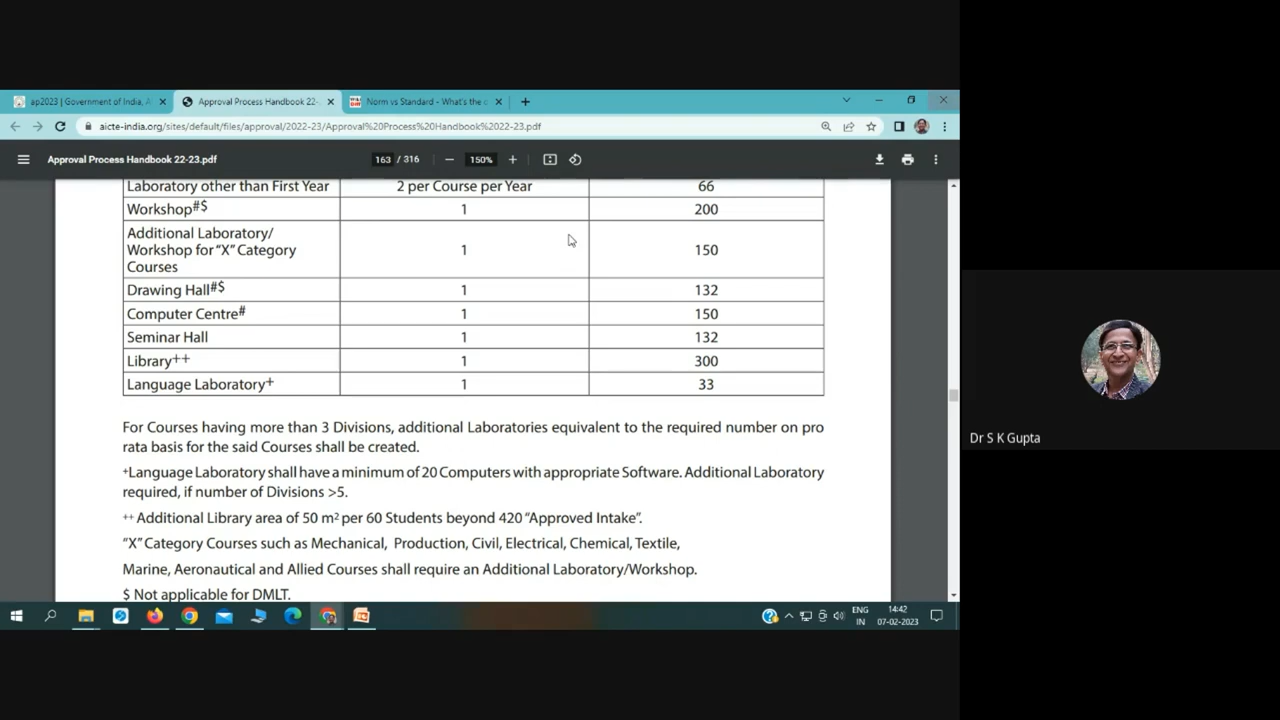 ap2023 | Government of India, A
Approval Process Handbook 22-
Norm vs Standard - What's the d
aicte-india.org/sites/default/files/approval/2022-23/Approval%20Process%20Handbook%2022-23.pdf
Approval Process Handbook 22-23.pdf 163 / 316 150%
Laboratory other than First Year 2 per Course per Year 66
Workshop#$ 1 200
Additional Laboratory/
Workshop for “X” Category 1 150
Courses
Drawing Hall#$ 1 132
Computer Centre# 1 150
Seminar Hall 1 132
Library++ 1 300
Language Laboratory+ 1 33
For Courses having more than 3 Divisions, additional Laboratories equivalent to the required number on pro
rata basis for the said Courses shall be created.
+Language Laboratory shall have a minimum of 20 Computers with appropriate Software. Additional Laboratory
required, if number of Divisions >5.
++ Additional Library area of 50 m2 per 60 Students beyond 420 “Approved Intake”.
“X” Category Courses such as Mechanical, Production, Civil, Electrical, Chemical, Textile,
Marine, Aeronautical and Allied Courses shall require an Additional Laboratory/Workshop.
$ Not applicable for DMLT.
ENG
IN
14:42
07-02-2023
Dr S K Gupta